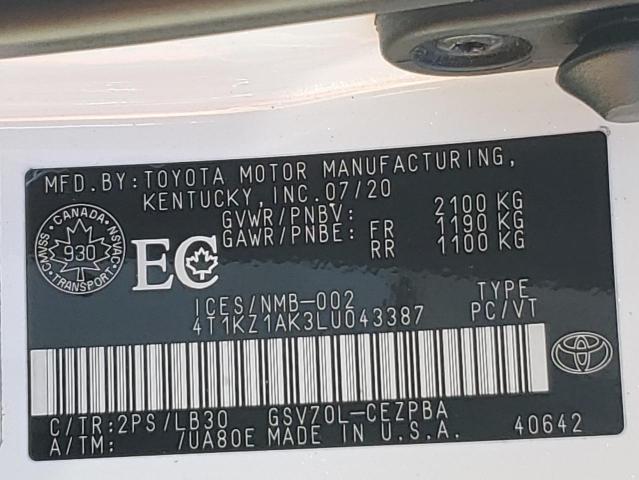 MFD. BY: TOYOTA MOTOR MANUFACTURING,
KENTUCKY, INC. 07/20
GVWR/PNBV: 2100 KG
GAWR/PNBE: FR 1190 KG
RR 1100 KG
CANADA
CMVSS 930 NSVAC
TRANSPORT
EC
ICES/NMB-002
4T1KZ1AK3LU043387
TYPE
PC/VT
C/TR: 2PS /LB30 GSV70L-CEZPBA
A/TM: /UA80E MADE IN U.S.A.
40642